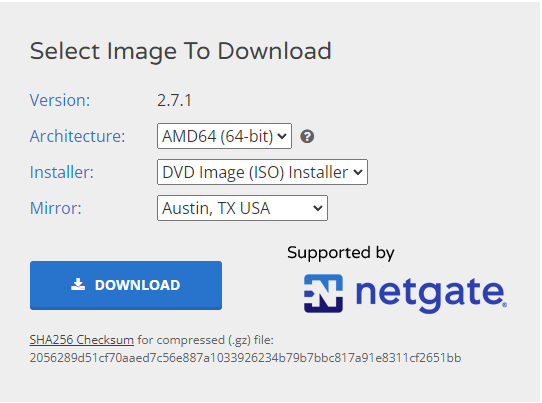 Select Image To Download
Version: 2.7.1
Architecture: AMD64 (64-bit)
Installer: DVD Image (ISO) Installer
Mirror: Austin, TX USA
Supported by
netgate®
DOWNLOAD
SHA256 Checksum for compressed (.gz) file:
2056289d51cf70aaed7c56e887a1033926234b79b7bbc817a91e8311cf2651bb